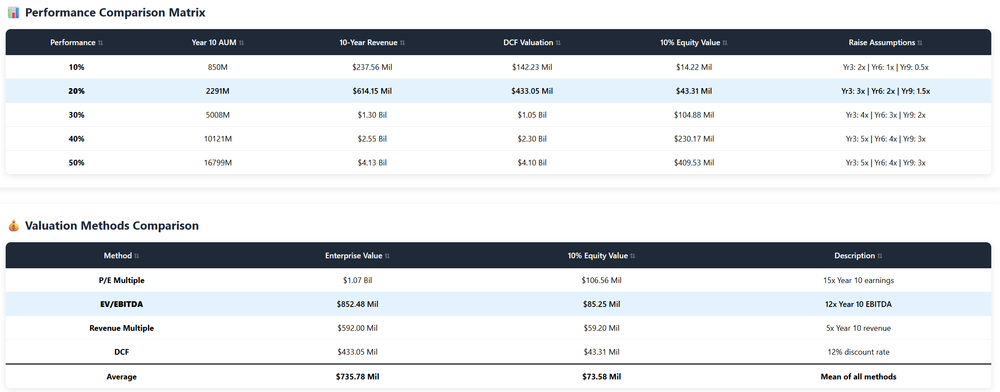 Performance Comparison Matrix
Performance Year 10 AUM 10-Year Revenue DCF Valuation 10% Equity Value Raise Assumptions
10% 850M $237.56 Mil $142.23 Mil $14.22 Mil Yr3: 2x | Yr6: 1x | Yr9: 0.5x
20% 2291M $614.15 Mil $433.05 Mil $43.31 Mil Yr3: 3x | Yr6: 2x | Yr9: 1.5x
30% 5008M $1.30 Bil $1.05 Bil $104.88 Mil Yr3: 4x | Yr6: 3x | Yr9: 2x
40% 10121M $2.55 Bil $2.30 Bil $230.17 Mil Yr3: 5x | Yr6: 4x | Yr9: 3x
50% 16799M $4.13 Bil $4.10 Bil $409.53 Mil Yr3: 5x | Yr6: 4x | Yr9: 3x
Valuation Methods Comparison
Method Enterprise Value 10% Equity Value Description
P/E Multiple $1.07 Bil $106.56 Mil 15x Year 10 earnings
EV/EBITDA $852.48 Mil $85.25 Mil 12x Year 10 EBITDA
Revenue Multiple $592.00 Mil $59.20 Mil 5x Year 10 revenue
DCF $433.05 Mil $43.31 Mil 12% discount rate
Average $735.78 Mil $73.58 Mil Mean of all methods